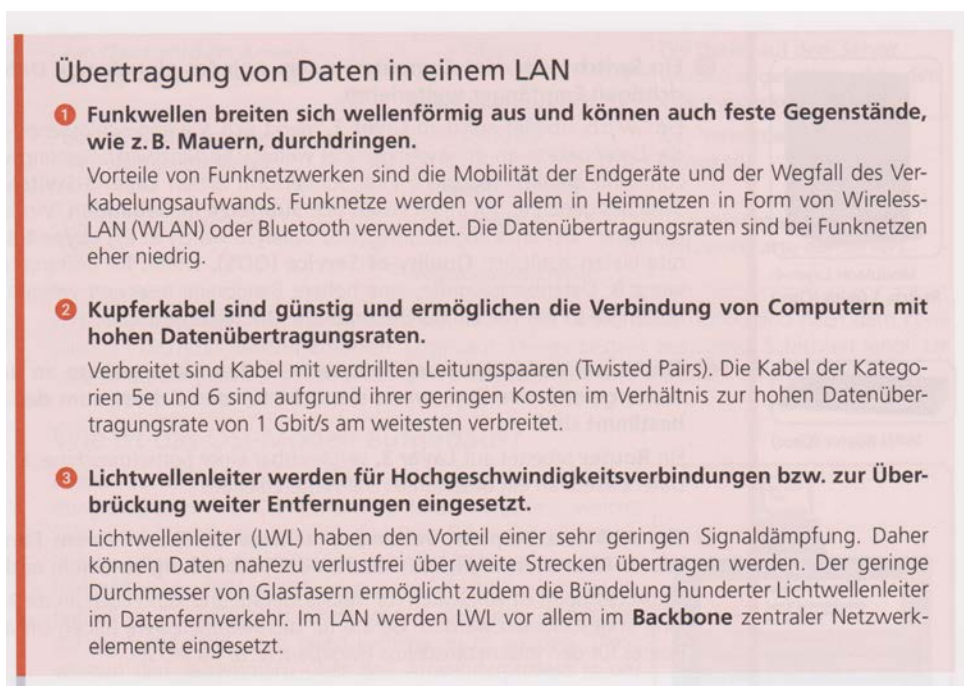 Übertragung von Daten in einem LAN
1 Funkwellen breiten sich wellenförmig aus und können auch feste Gegenstände,
wie z. B. Mauern, durchdringen.
Vorteile von Funknetzwerken sind die Mobilität der Endgeräte und der Wegfall des Ver-
kabelungsaufwands. Funknetze werden vor allem in Heimnetzen in Form von Wireless-
LAN (WLAN) oder Bluetooth verwendet. Die Datenübertragungsraten sind bei Funknetzen
eher niedrig.
2 Kupferkabel sind günstig und ermöglichen die Verbindung von Computern mit
hohen Datenübertragungsraten.
Verbreitet sind Kabel mit verdrillten Leitungspaaren (Twisted Pairs). Die Kabel der Katego-
rien 5e und 6 sind aufgrund ihrer geringen Kosten im Verhältnis zur hohen Datenüber-
tragungsrate von 1 Gbit/s am weitesten verbreitet.
3 Lichtwellenleiter werden für Hochgeschwindigkeitsverbindungen bzw. zur Über-
brückung weiter Entfernungen eingesetzt.
Lichtwellenleiter (LWL) haben den Vorteil einer sehr geringen Signaldämpfung. Daher
können Daten nahezu verlustfrei über weite Strecken übertragen werden. Der geringe
Durchmesser von Glasfasern ermöglicht zudem die Bündelung hunderter Lichtwellenleiter
im Datenfernverkehr. Im LAN werden LWL vor allem im Backbone zentraler Netzwerk-
elemente eingesetzt.